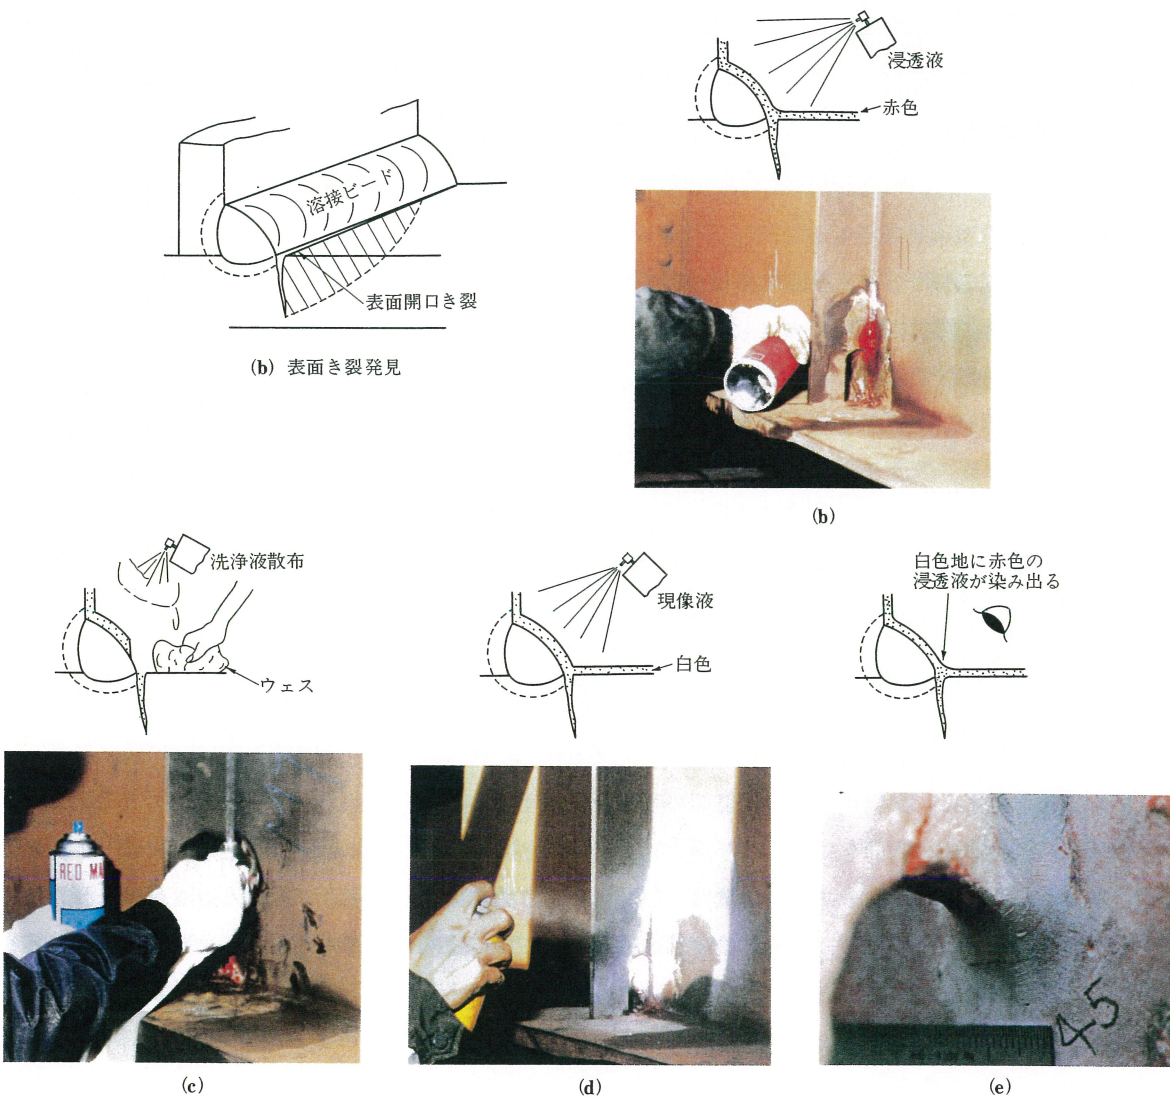 浸透液
赤色
溶接ビード
表面開口き裂
(b) 表面き裂発見
(b)
洗浄液散布
ウェス
現像液
白色
白色地に赤色の
浸透液が染み出る
RED MA
45
(c)
(d)
(e)